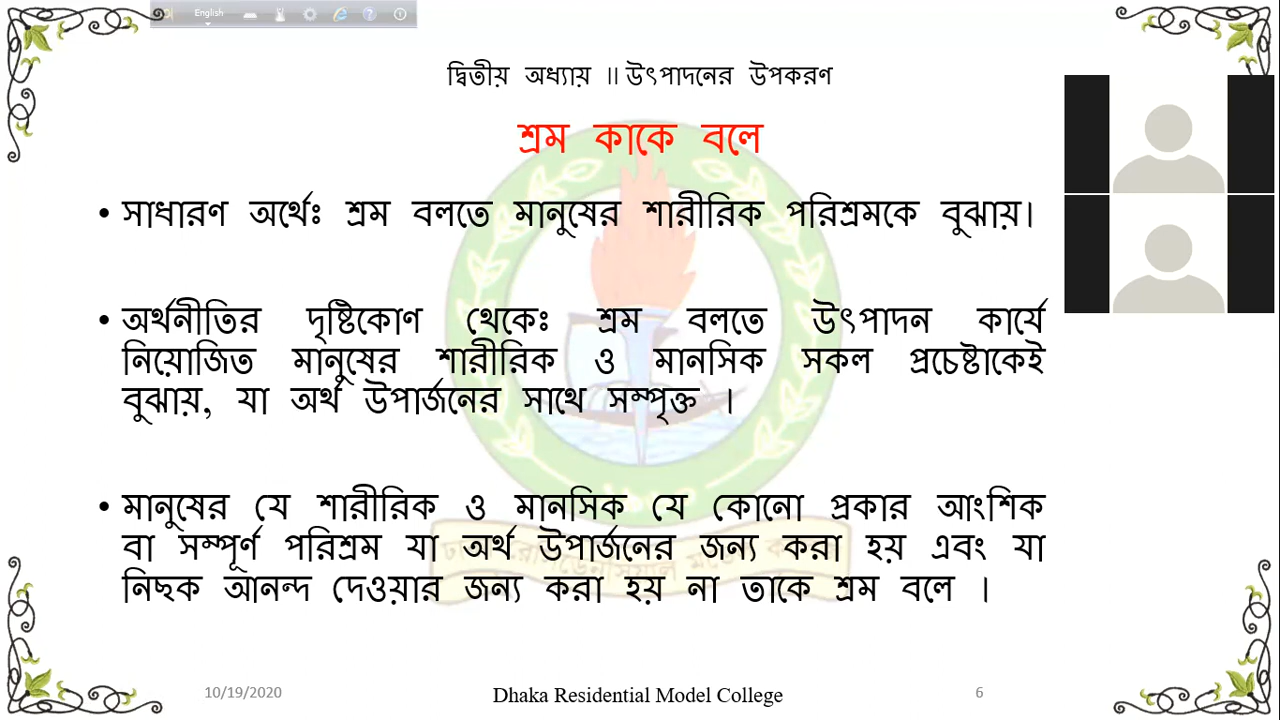 English
দ্বিতীয় অধ্যায় ।। উৎপাদনের উপকরণ
শ্রম কাকে বলে
• সাধারণ অর্থেঃ শ্রম বলতে মানুষের শারীরিক পরিশ্রমকে বুঝায়।
• অর্থনীতির দৃষ্টিকোণ থেকেঃ শ্রম বলতে উৎপাদন কার্যে
নিয়োজিত মানুষের শারীরিক ও মানসিক সকল প্রচেষ্টাকেই
বুঝায়, যা অর্থ উপার্জনের সাথে সম্পৃক্ত ।
• মানুষের যে শারীরিক ও মানসিক যে কোনো প্রকার আংশিক
বা সম্পূর্ণ পরিশ্রম যা অর্থ উপার্জনের জন্য করা হয় এবং যা
নিছক আনন্দ দেওয়ার জন্য করা হয় না তাকে শ্রম বলে ।
10/19/2020
Dhaka Residential Model College
6